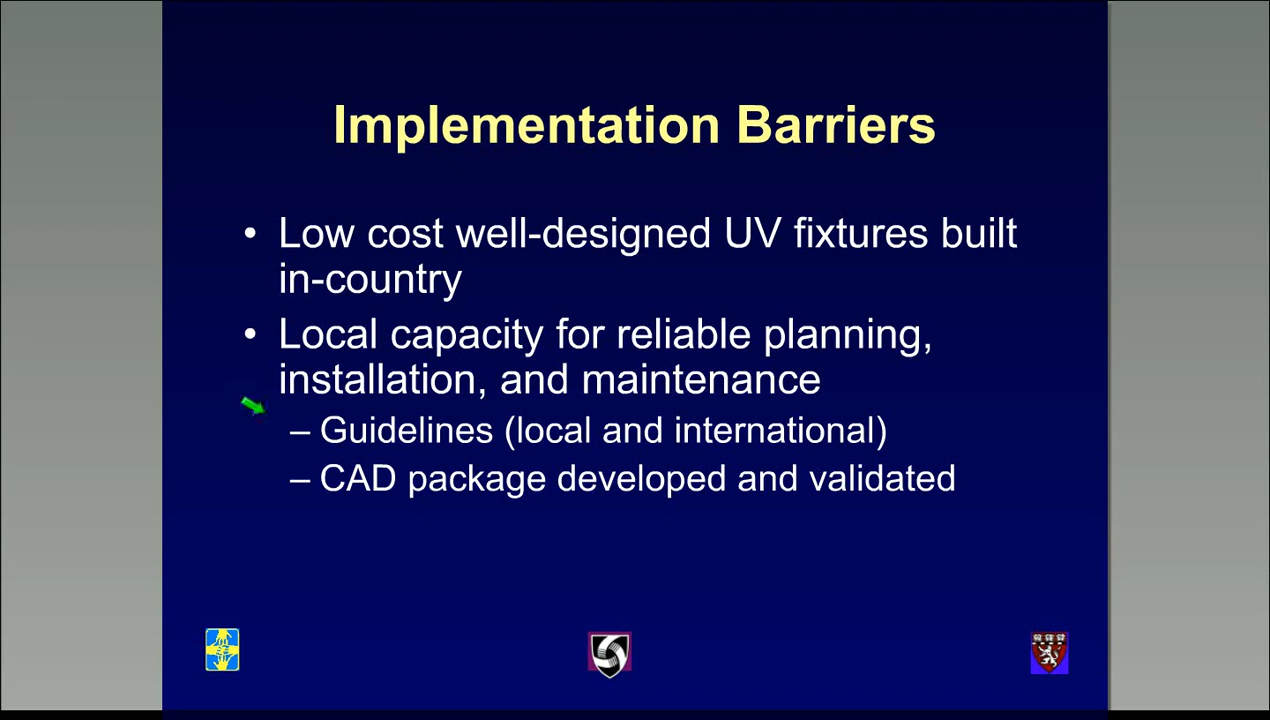 Implementation Barriers
• Low cost well-designed UV fixtures built
in-country
• Local capacity for reliable planning,
installation, and maintenance
– Guidelines (local and international)
– CAD package developed and validated